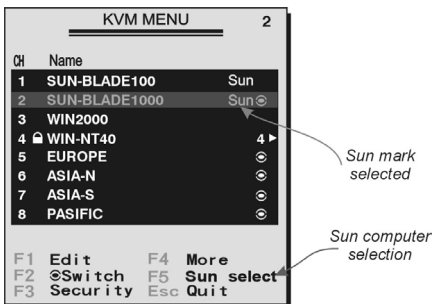 KVM MENU 2
CH Name
1 SUN-BLADE100 Sun
2 SUN-BLADE1000 Sun
3 WIN2000
4 WIN-NT40 4
5 EUROPE
6 ASIA-N
7 ASIA-S
8 PASIFIC
Sun mark
selected
Sun computer
selection
F1 Edit F4 More
F2 Switch F5 Sun select
F3 Security Esc Quit